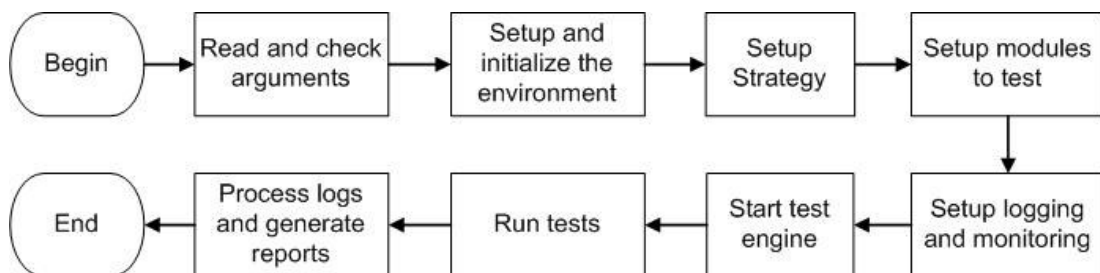 Begin
Read and check
arguments
Setup and
initialize the
environment
Setup
Strategy
Setup modules
to test
Setup logging
and monitoring
Start test
engine
Run tests
Process logs
and generate
reports
End